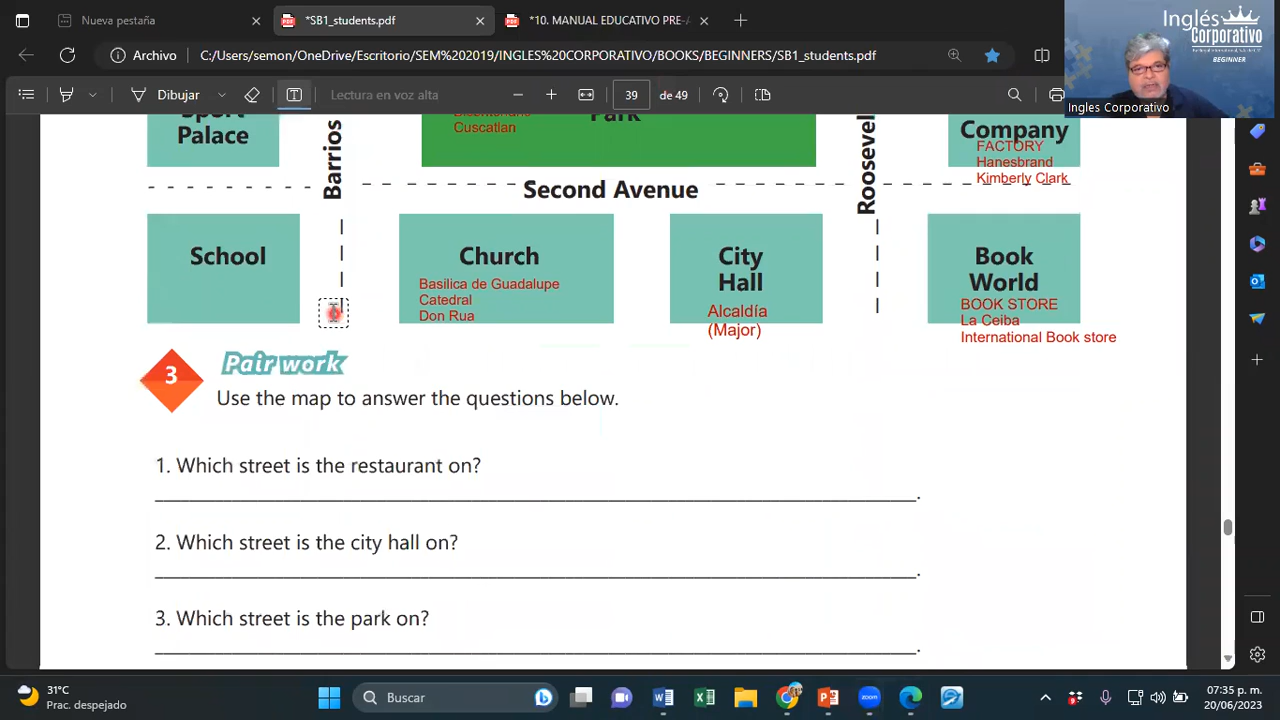 Nueva pestaña
*SB1_students.pdf
*10. MANUAL EDUCATIVO PRE-
Archivo
C:/Users/semon/OneDrive/Escritorio/SEM%202019/INGLES%20CORPORATIVO/BOOKS/BEGINNERS/SB1_students.pdf
Dibujar
Lectura en voz alta
39
de 49
Inglés
Corporativo
BEGINNER
Ingles Corporativo
Sport
Palace
Barrios
Cuscatlan
Park
Roosevel
Company
FACTORY
Hanesbrand
Kimberly Clark
Second Avenue
School
Church
Basilica de Guadalupe
Catedral
Don Rua
City
Hall
Alcaldía
(Major)
Book
World
BOOK STORE
La Ceiba
International Book store
3
Pair work
Use the map to answer the questions below.
1. Which street is the restaurant on?
2. Which street is the city hall on?
3. Which street is the park on?
31°C
Prac. despejado
Buscar
07:35 p. m.
20/06/2023